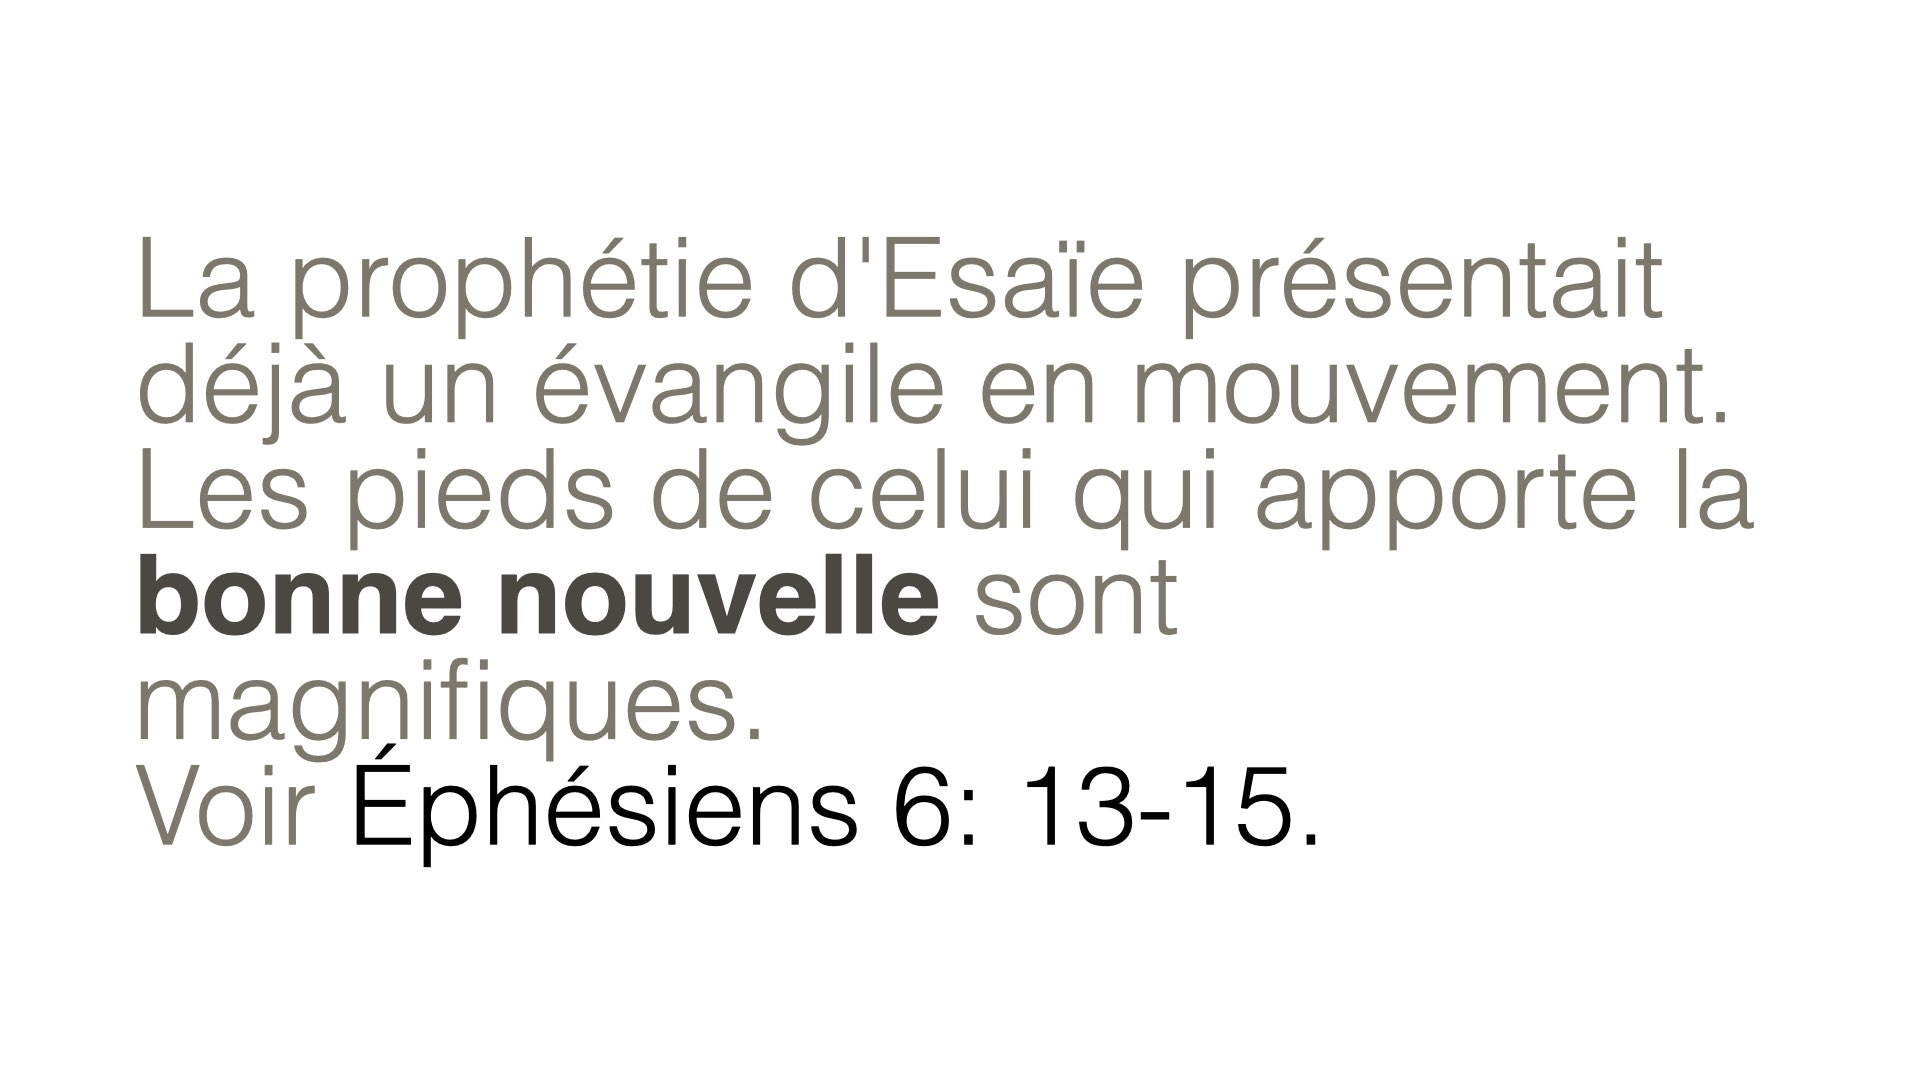 La prophétie d'Esaïe présentait
déjà un évangile en mouvement.
Les pieds de celui qui apporte la
bonne nouvelle sont
magnifiques.
Voir Éphésiens 6: 13-15.